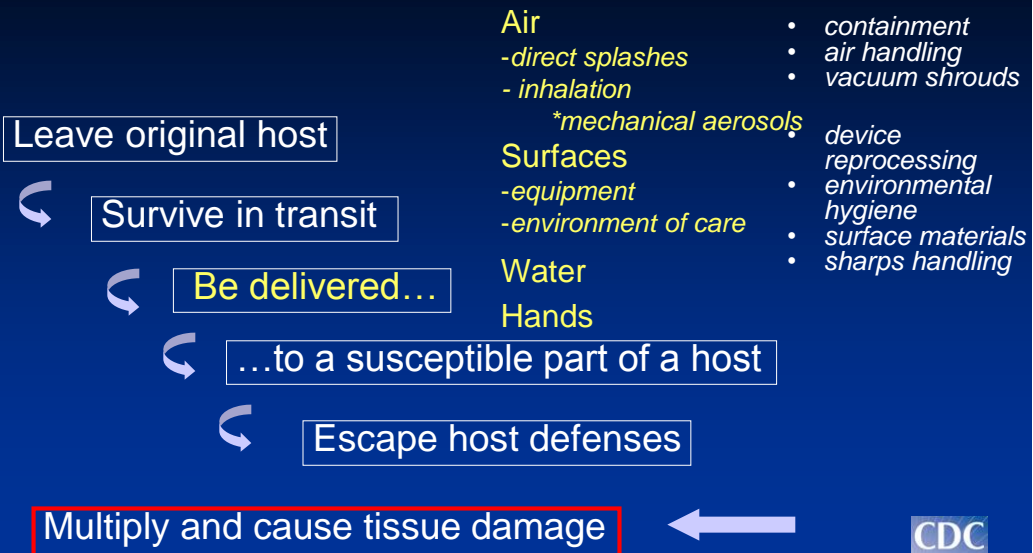 Leave original host
Survive in transit
Be delivered…
…to a susceptible part of a host
Escape host defenses
Multiply and cause tissue damage
Air
-direct splashes
- inhalation
*mechanical aerosols
Surfaces
-equipment
-environment of care
Water
Hands
• containment
• air handling
• vacuum shrouds
• device
reprocessing
• environmental
hygiene
• surface materials
• sharps handling
CDC